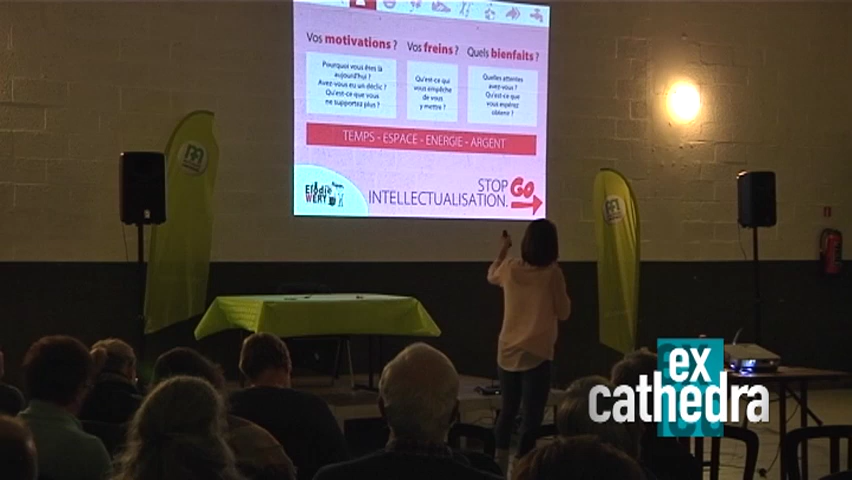 Vos motivations ? Vos freins ? Quels bienfaits ?
Pourquoi vous êtes là
aujourd'hui ?
Avez-vous eu un déclic ?
Qu'est-ce que vous
ne supportez plus ?
Qu'est-ce qui
vous empêche
de vous
y mettre ?
Quelles attentes
avez-vous ?
Qu'est-ce que
vous espérez
obtenir ?
TEMPS - ESPACE - ENERGIE - ARGENT
Elodie
WERY
STOP GO
INTELLECTUALISATION.
ex
cathedra